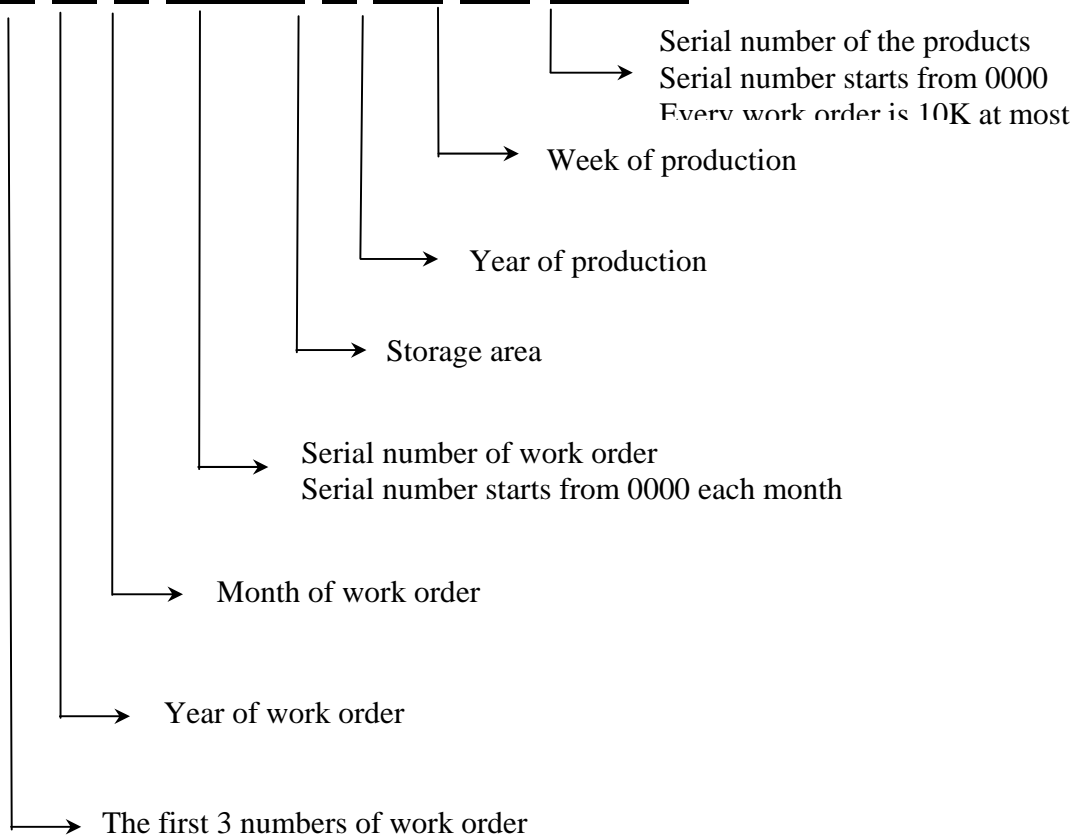 Serial number of the products
Serial number starts from 0000
Every work order is 10K at most
Week of production
Year of production
Storage area
Serial number of work order
Serial number starts from 0000 each month
Month of work order
Year of work order
The first 3 numbers of work order